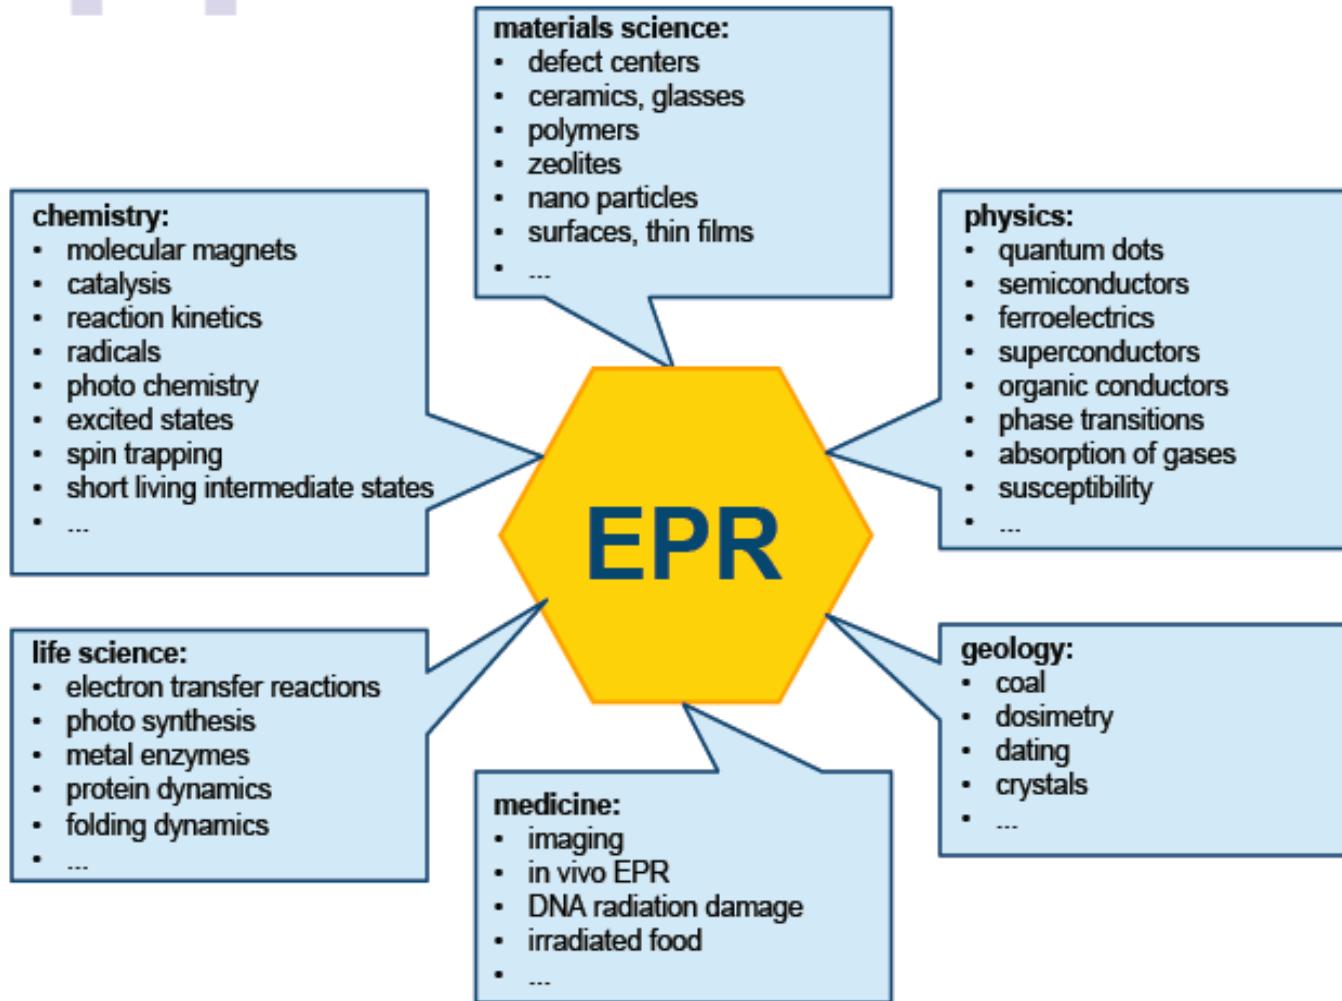 materials science:
• defect centers
• ceramics, glasses
• polymers
• zeolites
• nano particles
• surfaces, thin films
• ...
chemistry:
• molecular magnets
• catalysis
• reaction kinetics
• radicals
• photo chemistry
• excited states
• spin trapping
• short living intermediate states
• ...
physics:
• quantum dots
• semiconductors
• ferroelectrics
• superconductors
• organic conductors
• phase transitions
• absorption of gases
• susceptibility
• ...
EPR
life science:
• electron transfer reactions
• photo synthesis
• metal enzymes
• protein dynamics
• folding dynamics
• ...
medicine:
• imaging
• in vivo EPR
• DNA radiation damage
• irradiated food
• ...
geology:
• coal
• dosimetry
• dating
• crystals
• ...